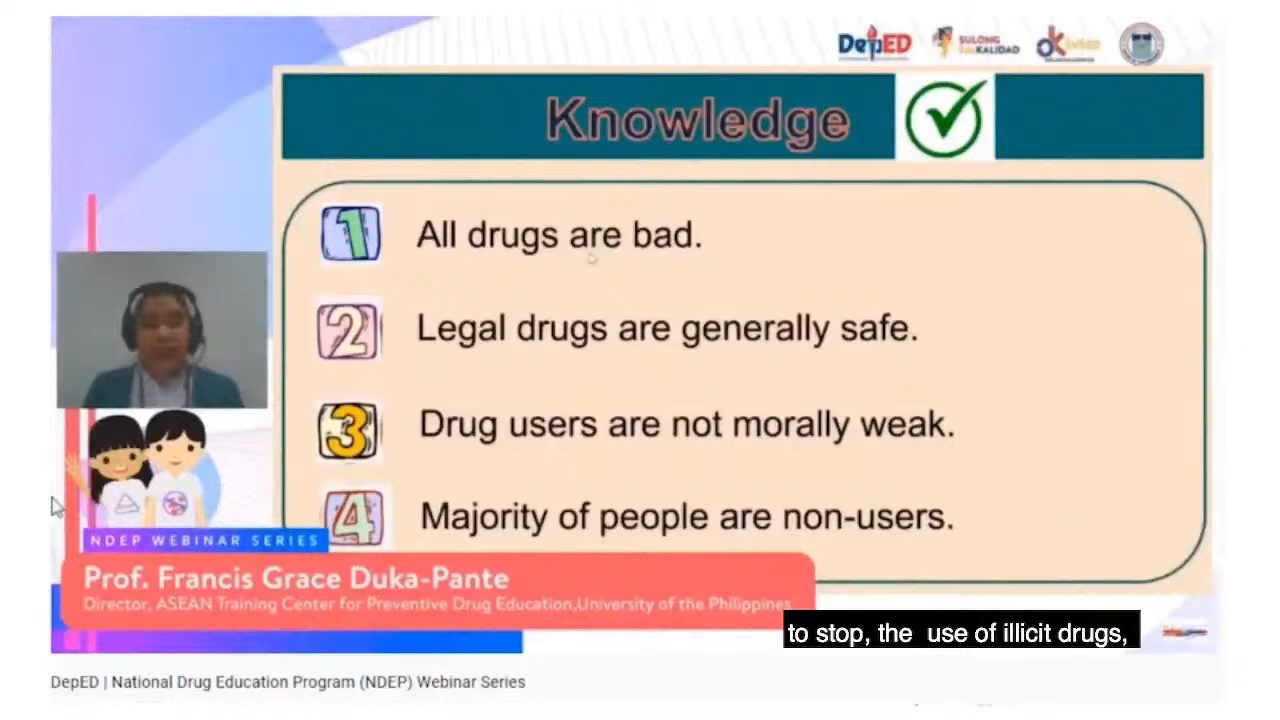 DepED
SULONG
EduKALIDAD
Knowledge
1 All drugs are bad.
2 Legal drugs are generally safe.
3 Drug users are not morally weak.
4 Majority of people are non-users.
NDEP WEBINAR SERIES
Prof. Francis Grace Duka-Pante
Director, ASEAN Training Center for Preventive Drug Education,University of the Philippines
to stop, the use of illicit drugs,
DepED | National Drug Education Program (NDEP) Webinar Series